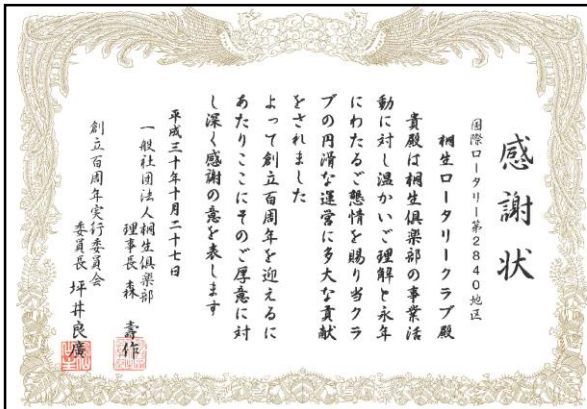 感謝状
国際ロータリー第2840地区
桐生ロータリークラブ殿
貴殿は桐生倶楽部の事業活
動に対し温かいご理解と永年
にわたるご懇情を賜り当クラ
ブの円滑な運営に多大な貢献
をされました
よって創立百周年を迎えるに
あたりここにそのご厚意に対
し深く感謝の意を表します
平成三十年十月二十七日
一般社団法人桐生倶楽部
理事長 森 壽作
創立百周年実行委員会
委員長 坪井良廣